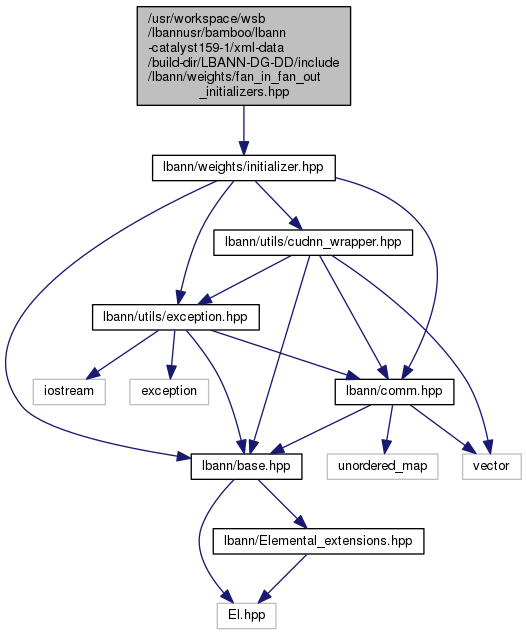 /usr/workspace/wsb
/lbannusr/bamboo/lbann
-catalyst159-1/xml-data
/build-dir/LBANN-DG-DD/include
/lbann/weights/fan_in_fan_out
_initializers.hpp
lbann/weights/initializer.hpp
lbann/utils/cudnn_wrapper.hpp
lbann/utils/exception.hpp
iostream
exception
lbann/comm.hpp
lbann/base.hpp
unordered_map
vector
lbann/Elemental_extensions.hpp
El.hpp